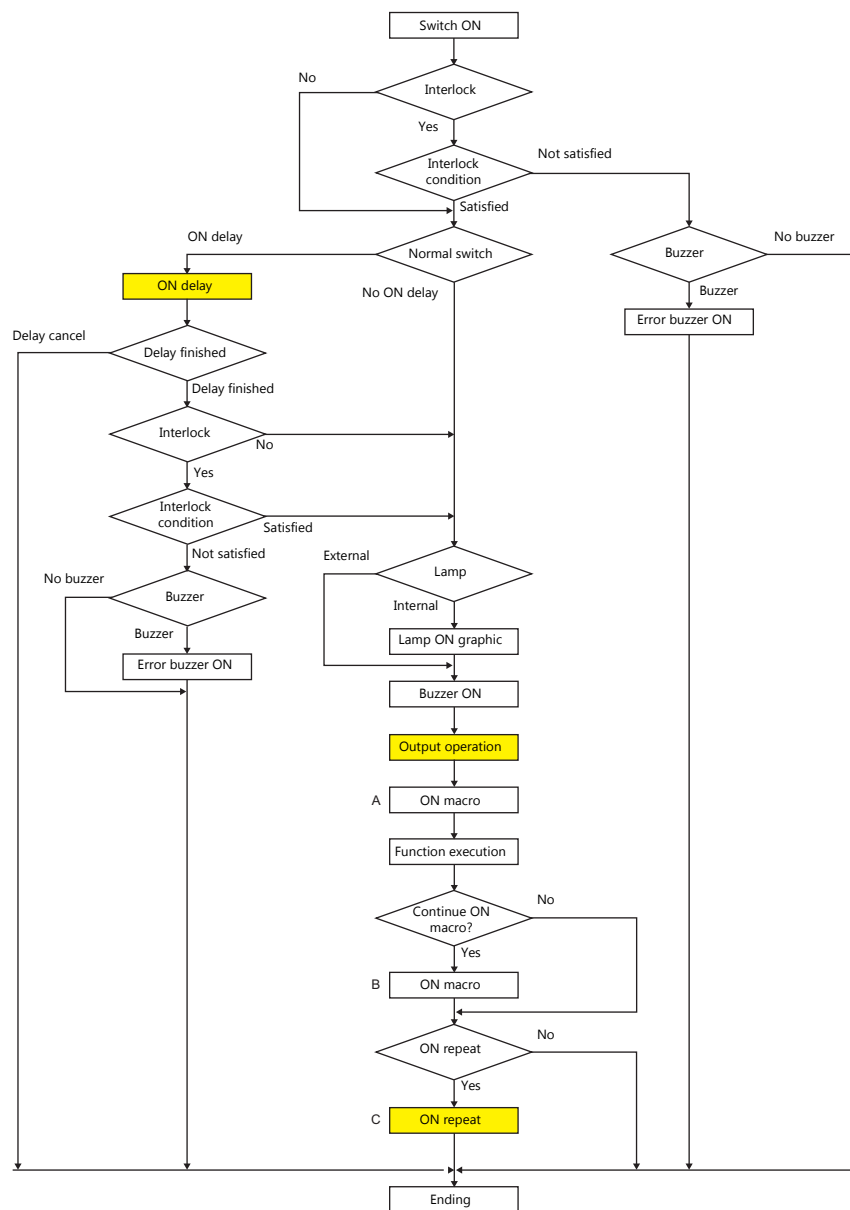 Switch ON
No
Interlock
Yes
Interlock
condition
Not satisfied
Satisfied
ON delay
Normal switch
No buzzer
Buzzer
ON delay
No ON delay
Buzzer
Error buzzer ON
Delay cancel
Delay finished
Delay finished
Interlock
No
Yes
Interlock
condition
Satisfied
Not satisfied
External
Lamp
No buzzer
Buzzer
Internal
Buzzer
Lamp ON graphic
Error buzzer ON
Buzzer ON
Output operation
A
ON macro
Function execution
No
Continue ON
macro?
Yes
B
ON macro
No
ON repeat
Yes
C
ON repeat
Ending